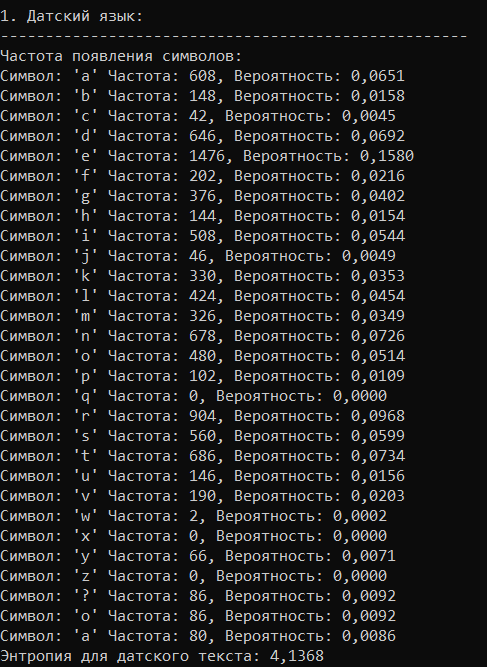 1. Датский язык:
----------------------------------------------------
Частота появления символов:
Символ: 'a' Частота: 608, Вероятность: 0,0651
Символ: 'b' Частота: 148, Вероятность: 0,0158
Символ: 'c' Частота: 42, Вероятность: 0,0045
Символ: 'd' Частота: 646, Вероятность: 0,0692
Символ: 'e' Частота: 1476, Вероятность: 0,1580
Символ: 'f' Частота: 202, Вероятность: 0,0216
Символ: 'g' Частота: 376, Вероятность: 0,0402
Символ: 'h' Частота: 144, Вероятность: 0,0154
Символ: 'i' Частота: 508, Вероятность: 0,0544
Символ: 'j' Частота: 46, Вероятность: 0,0049
Символ: 'k' Частота: 330, Вероятность: 0,0353
Символ: 'l' Частота: 424, Вероятность: 0,0454
Символ: 'm' Частота: 326, Вероятность: 0,0349
Символ: 'n' Частота: 678, Вероятность: 0,0726
Символ: 'o' Частота: 480, Вероятность: 0,0514
Символ: 'p' Частота: 102, Вероятность: 0,0109
Символ: 'q' Частота: 0, Вероятность: 0,0000
Символ: 'r' Частота: 904, Вероятность: 0,0968
Символ: 's' Частота: 560, Вероятность: 0,0599
Символ: 't' Частота: 686, Вероятность: 0,0734
Символ: 'u' Частота: 146, Вероятность: 0,0156
Символ: 'v' Частота: 190, Вероятность: 0,0203
Символ: 'w' Частота: 2, Вероятность: 0,0002
Символ: 'x' Частота: 0, Вероятность: 0,0000
Символ: 'y' Частота: 66, Вероятность: 0,0071
Символ: 'z' Частота: 0, Вероятность: 0,0000
Символ: '?' Частота: 86, Вероятность: 0,0092
Символ: 'o' Частота: 86, Вероятность: 0,0092
Символ: 'a' Частота: 80, Вероятность: 0,0086
Энтропия для датского текста: 4,1368